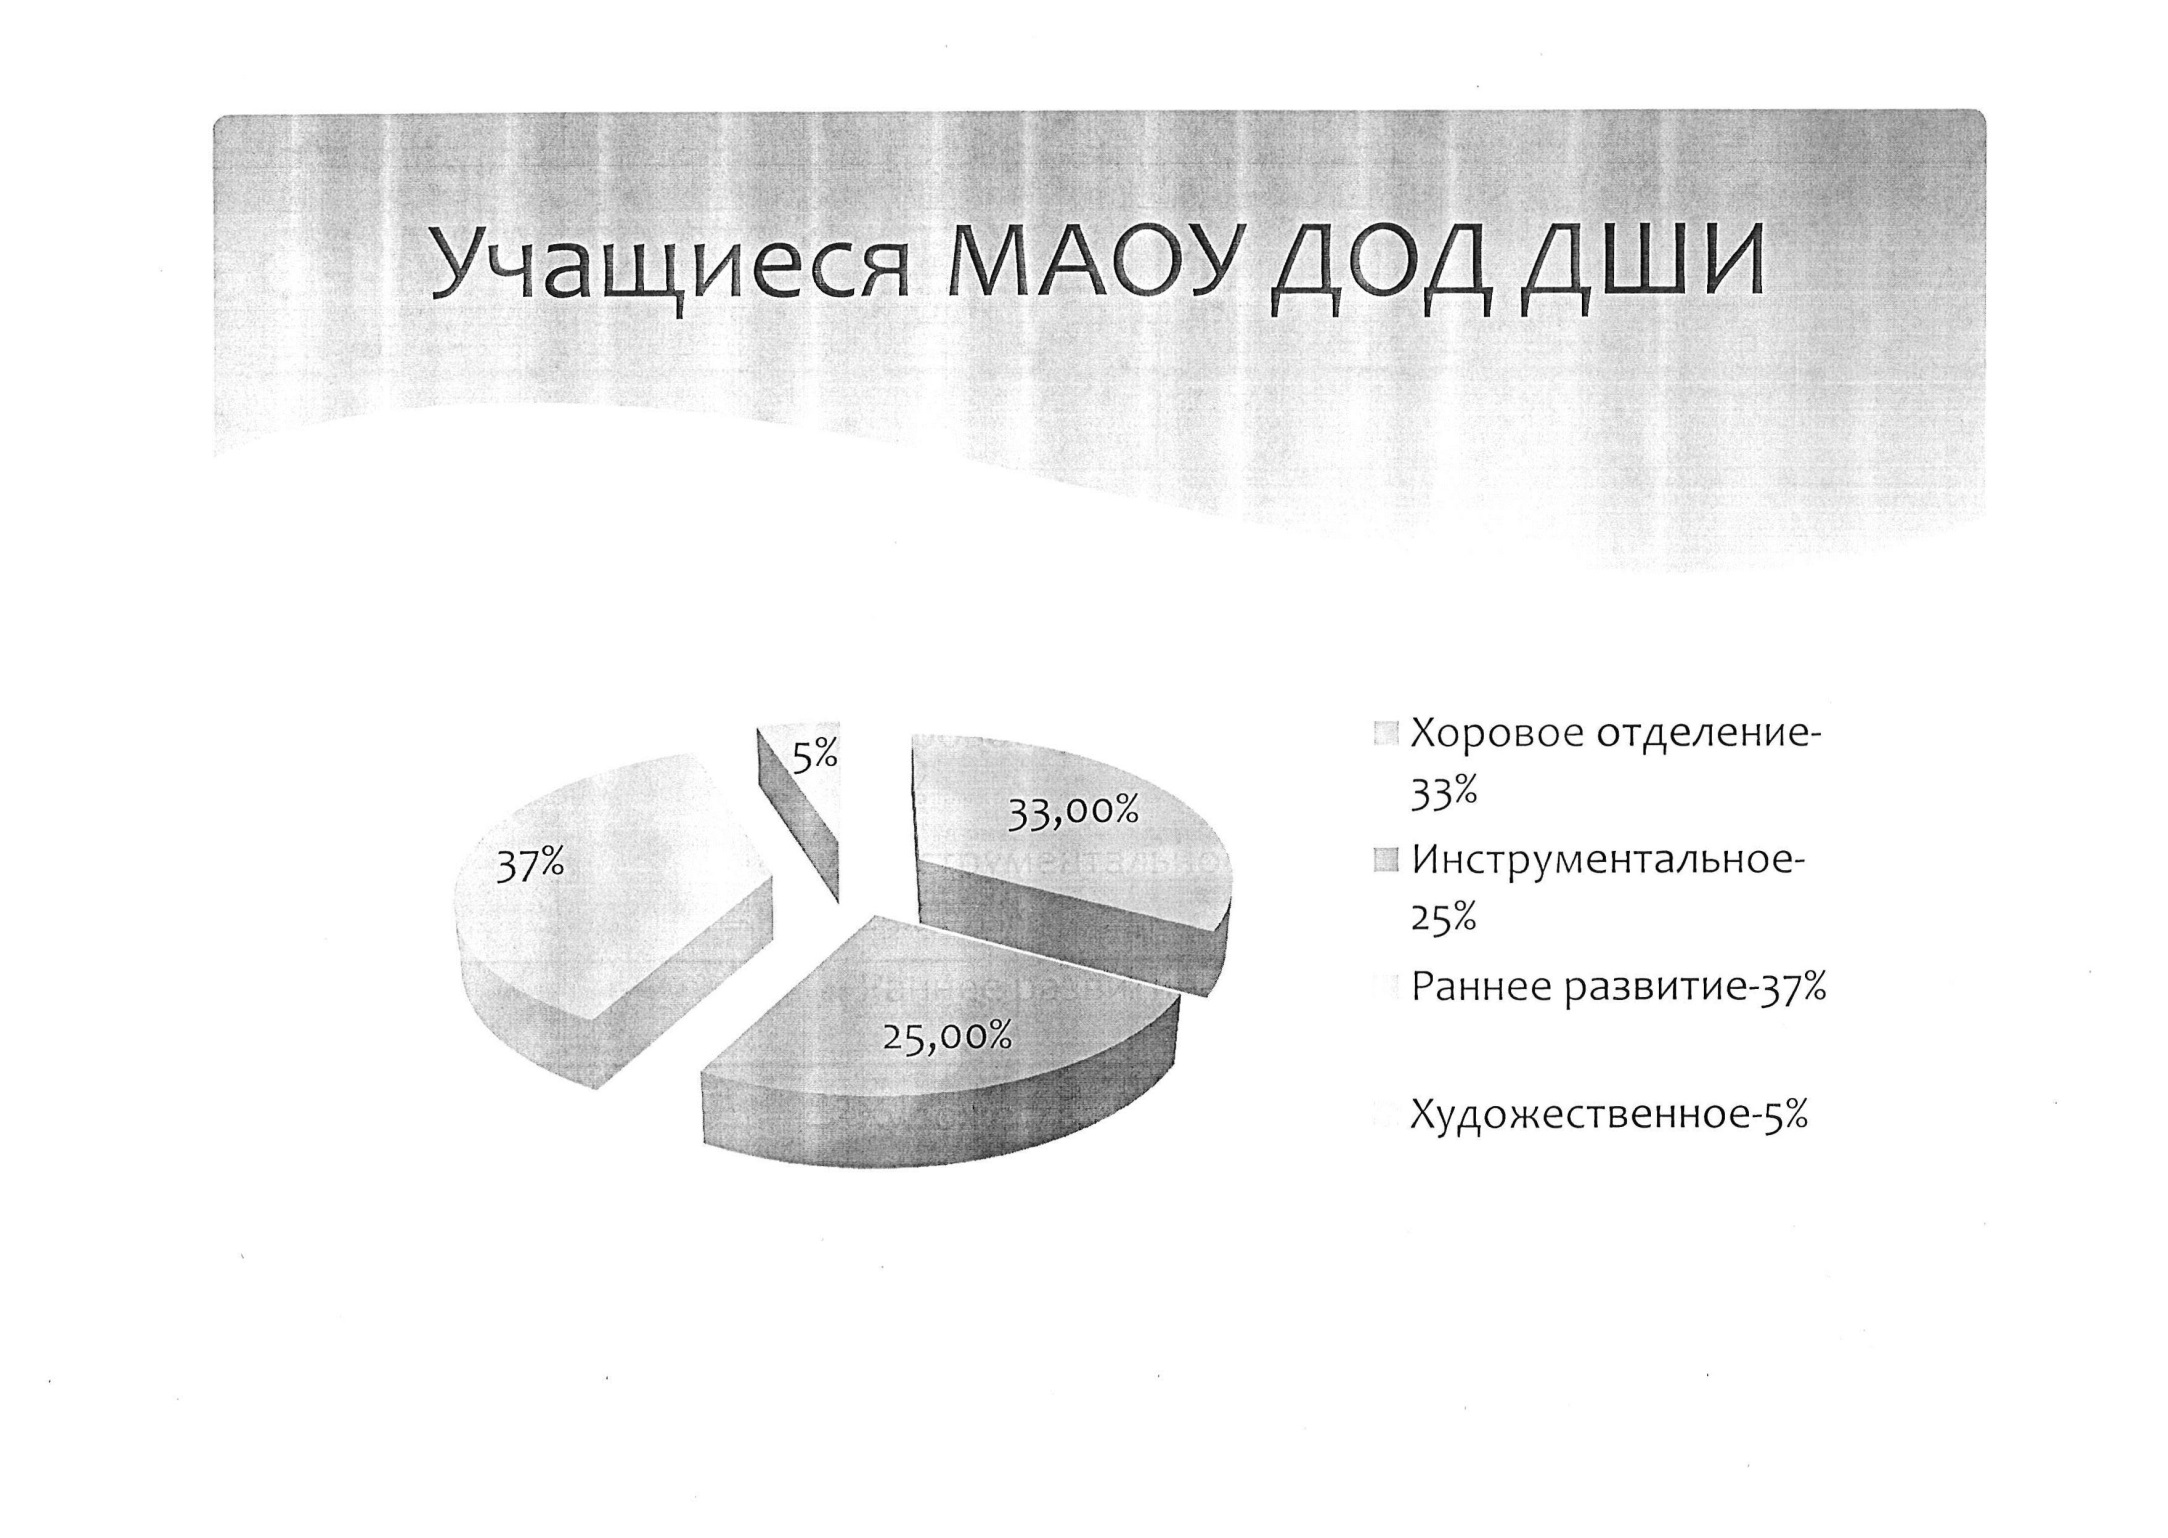 Учащиеся МАОУ ДОД ДШИ
5%
33,00%
37%
25,00%
Хоровое отделение-
33%
Инструментальное-
25%
Раннее развитие-37%
Художественное-5%